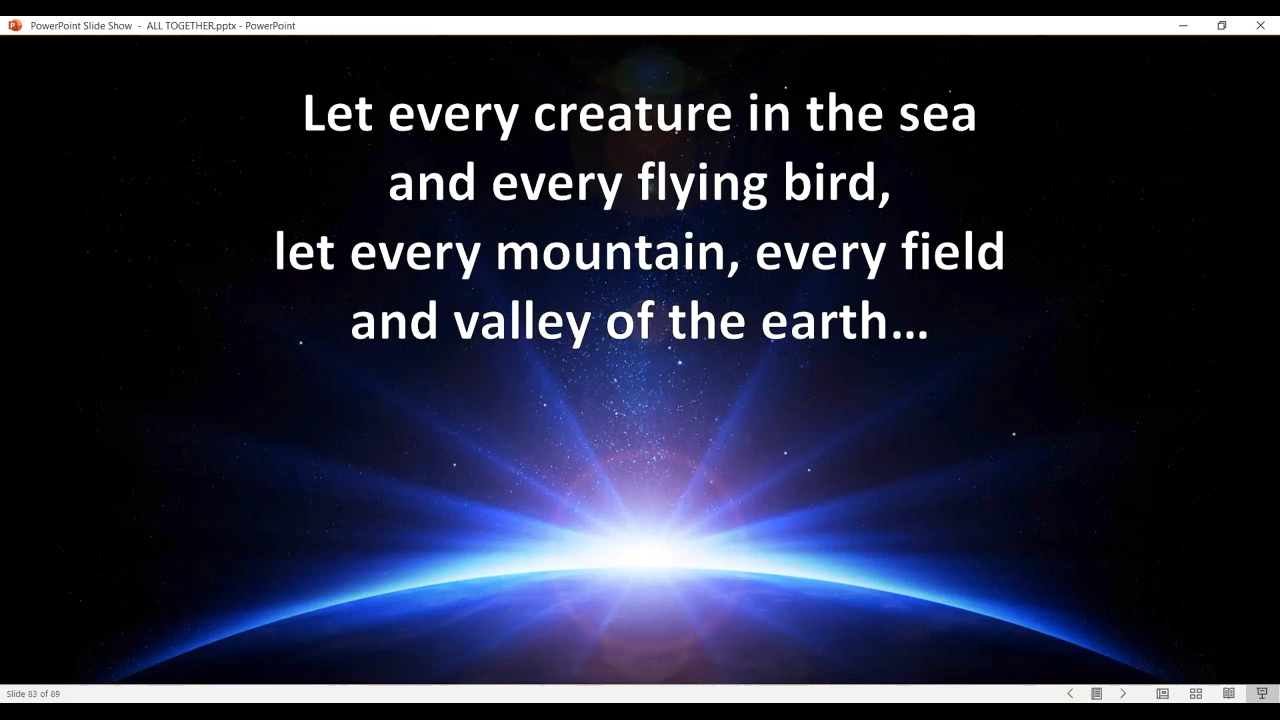 PowerPoint Slide Show - ALL TOGETHER.pptx - PowerPoint
Let every creature in the sea
and every flying bird,
let every mountain, every field
and valley of the earth...
Slide 83 of 89